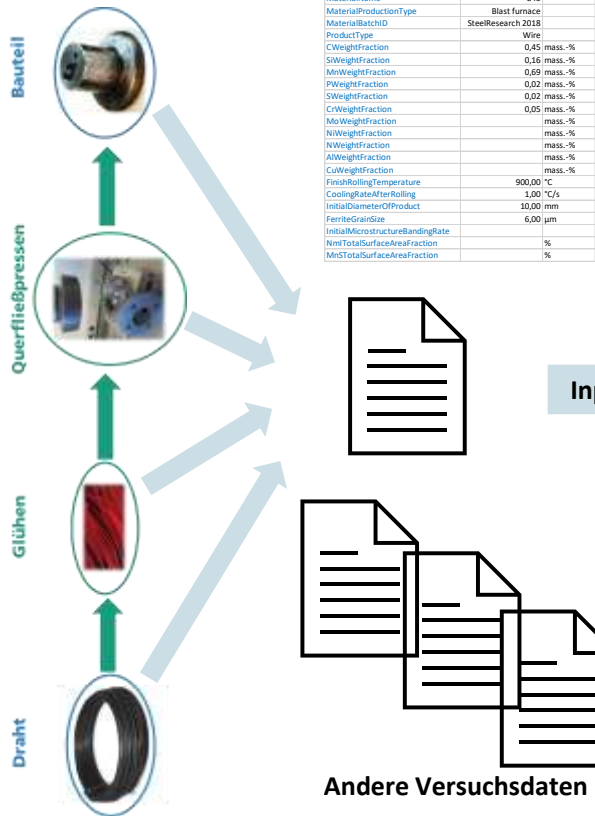 Bauteil
Querfließpressen
Glühen
Draht
MaterialProductionType Blast furnace
MaterialBatchID SteelResearch 2018
ProductType Wire
CWeightFraction 0,45 mass.-%
SiWeightFraction 0,16 mass.-%
MnWeightFraction 0,69 mass.-%
PWeightFraction 0,02 mass.-%
SWeightFraction 0,02 mass.-%
CrWeightFraction 0,05 mass.-%
MoWeightFraction mass.-%
NiWeightFraction mass.-%
NWeightFraction mass.-%
AlWeightFraction mass.-%
CuWeightFraction mass.-%
FinishRollingTemperature 900,00 °C
CoolingRateAfterRolling 1,00 °C/s
InitialDiameterOfProduct 10,00 mm
FerriteGrainSize 6,00 µm
InitialMicrostructureBandingRate
NmITotalSurfaceAreaFraction %
MnSTotalSurfaceAreaFraction %
Inp
Andere Versuchsdaten